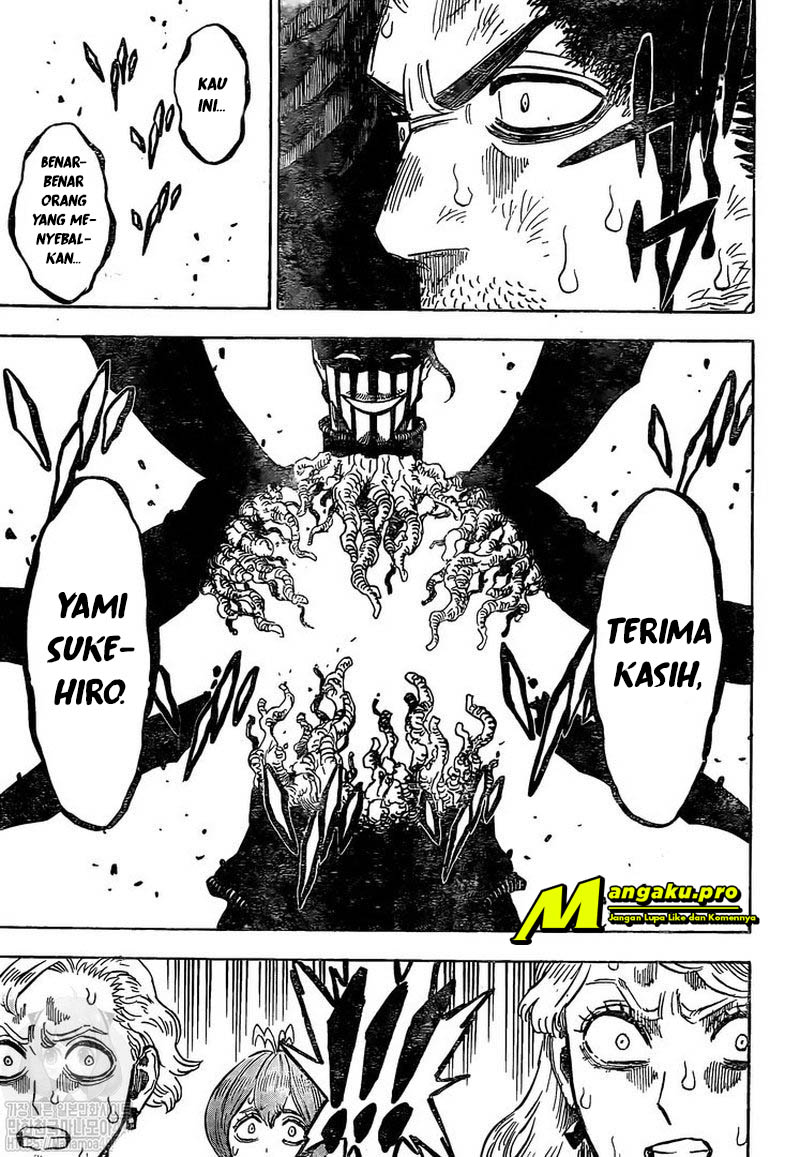 KAU
INI...
BENAR-
BENAR
ORANG
YANG ME-
NYEBAL-
KAN...
TERIMA
KASIH,
YAMI
SUKE-
HIRO.
Mangaku.pro
Jangan Lupa Like dan Komennya